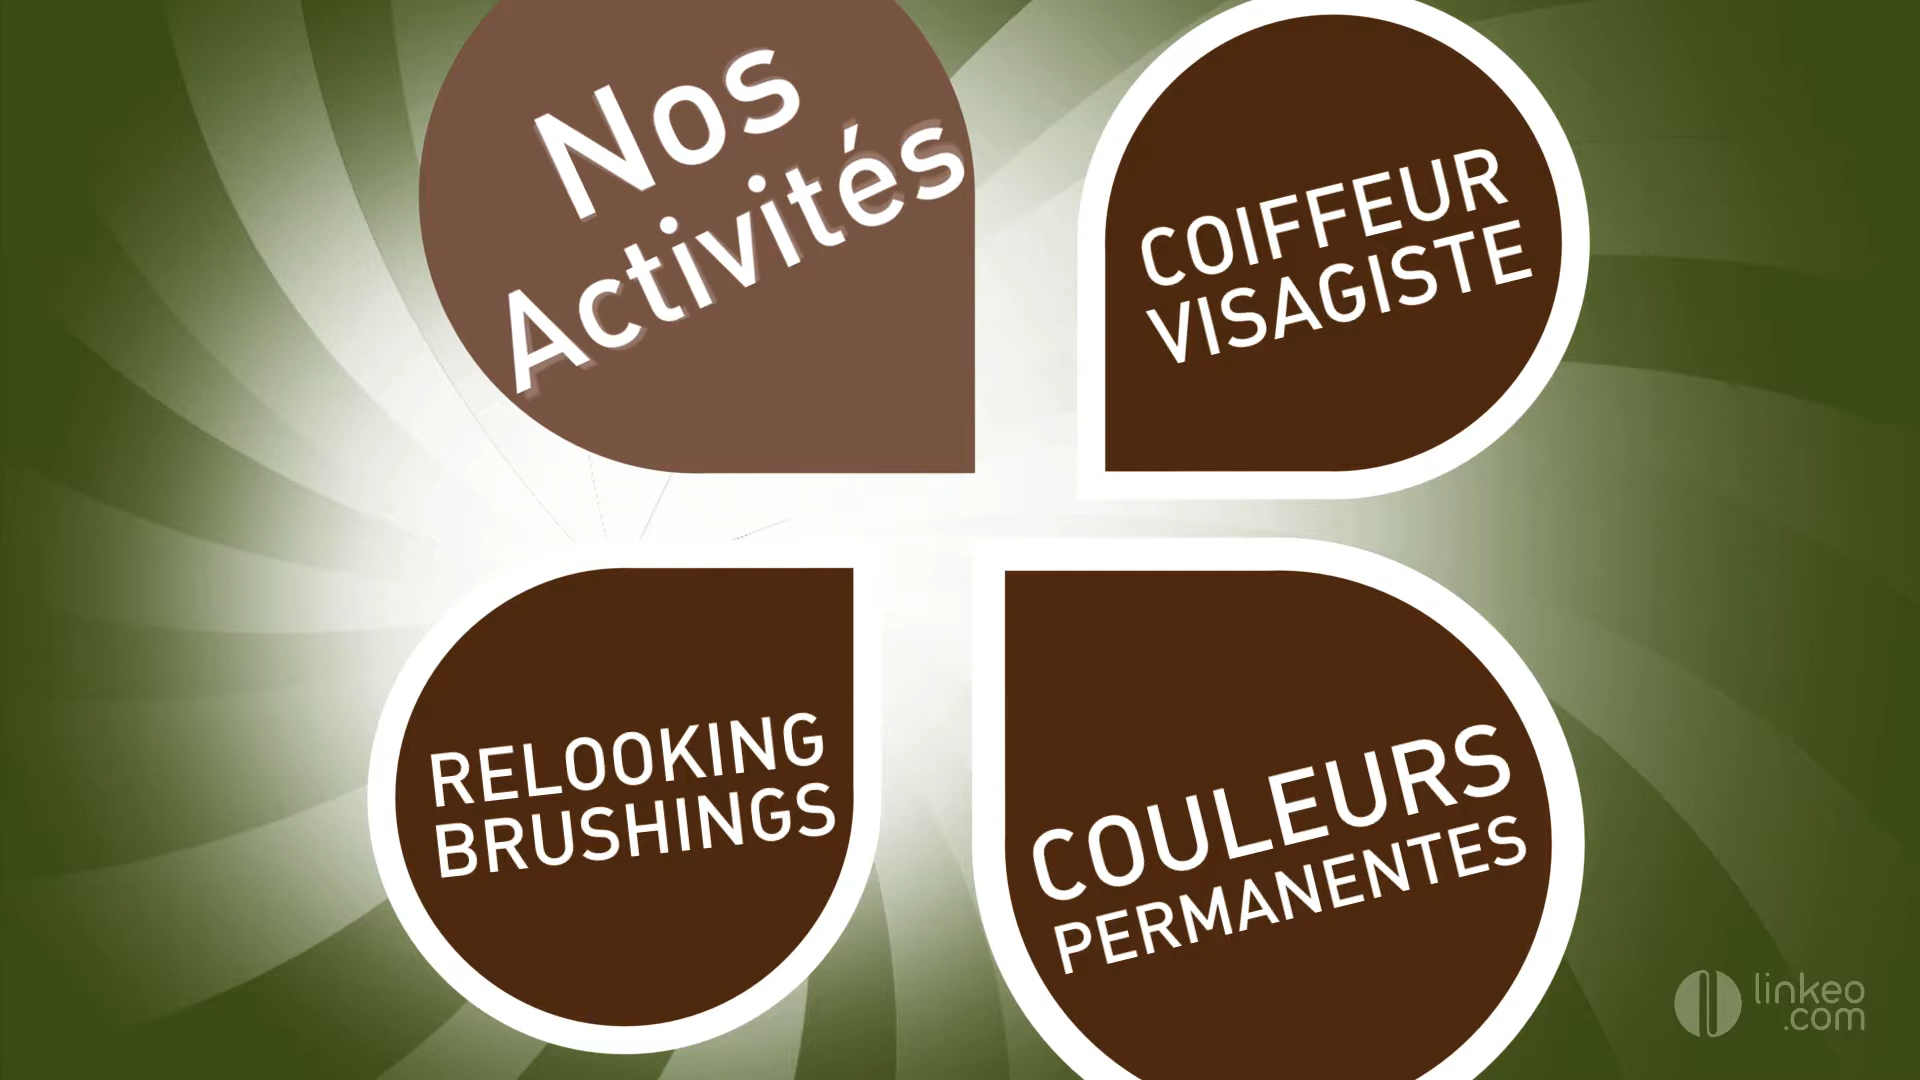 Nos
Activités
COIFFEUR
VISAGISTE
RELOOKING
BRUSHINGS
COULEURS
PERMANENTES
linkeo
.com